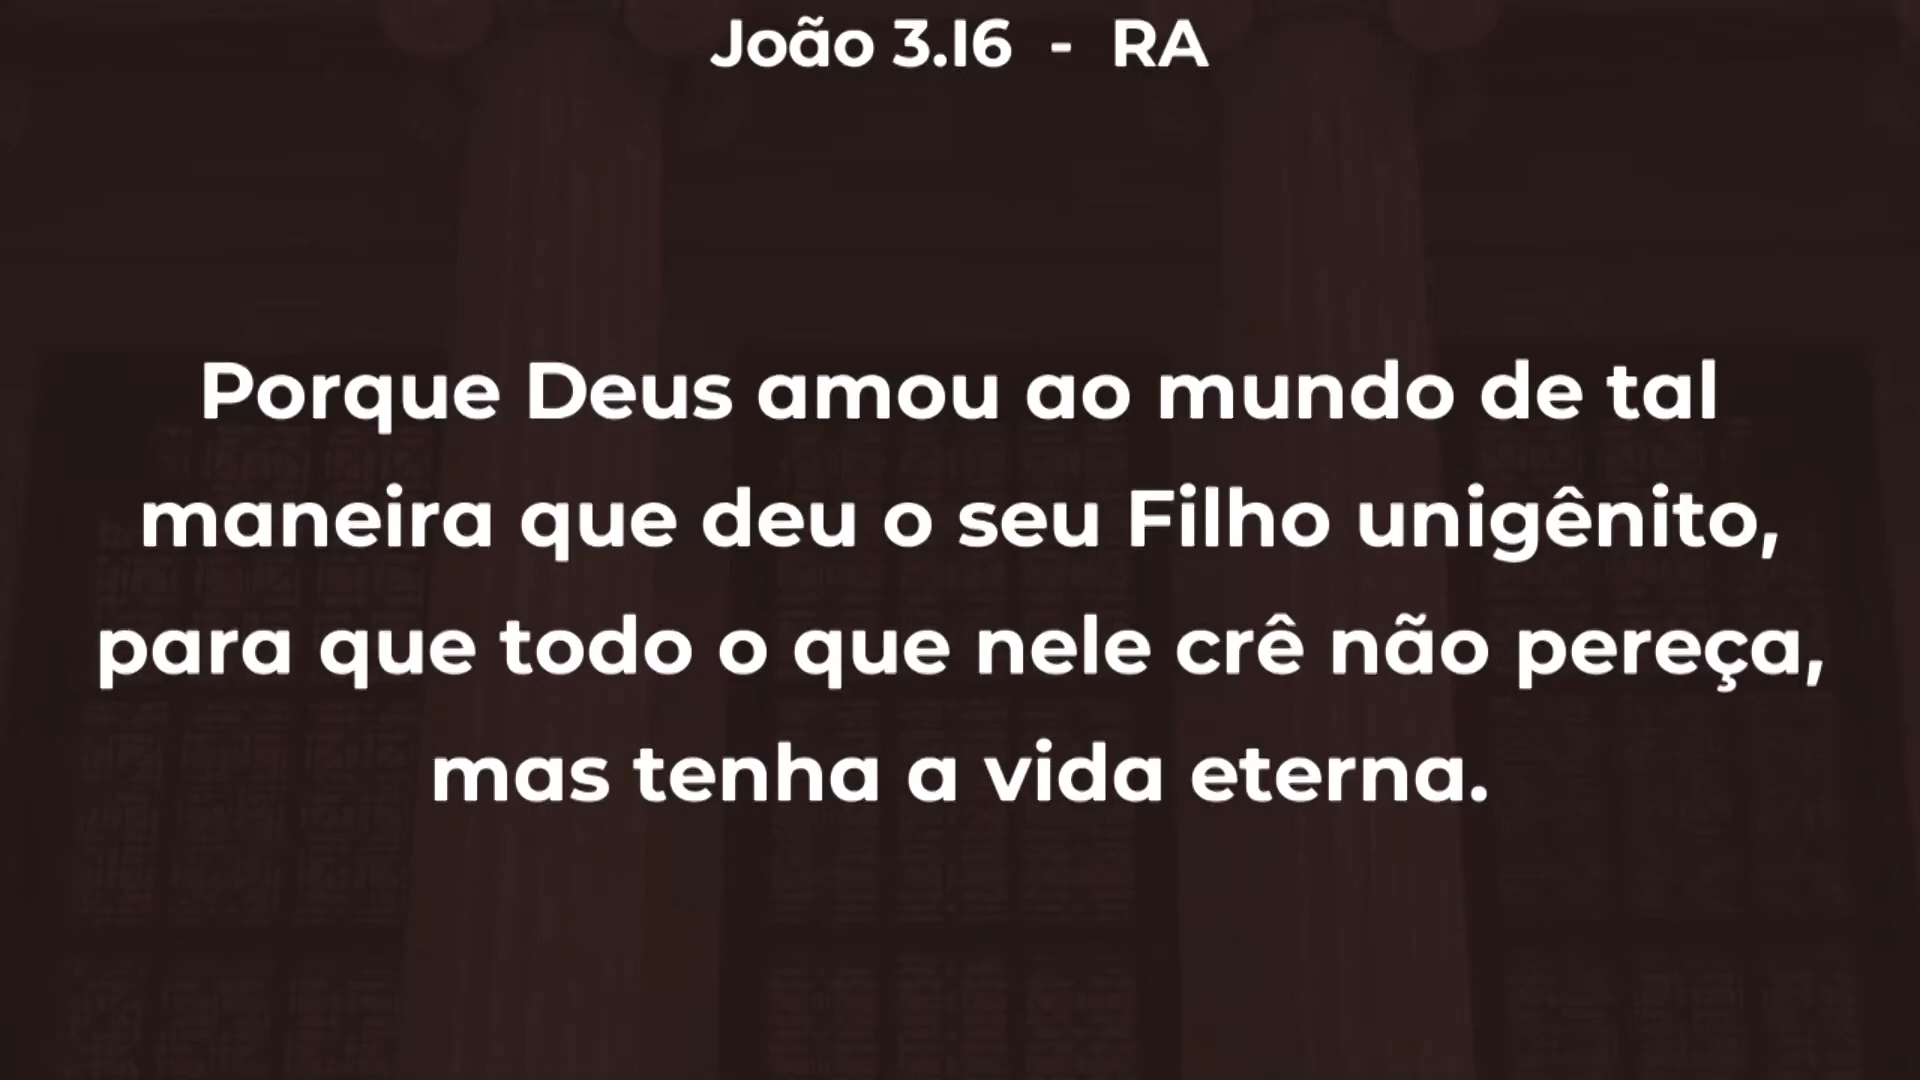 João 3.16 - RA
Porque Deus amou ao mundo de tal
maneira que deu o seu Filho unigênito,
para que todo o que nele crê não pereça,
mas tenha a vida eterna.